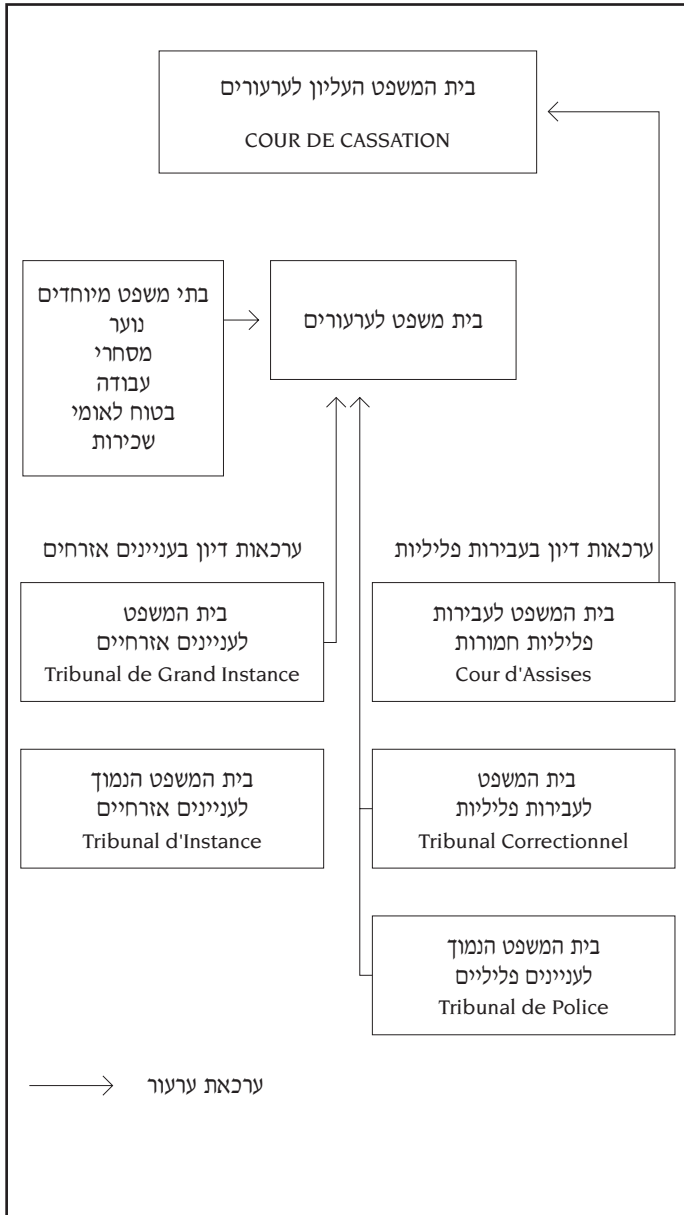 בית המשפט העליון לערעורים
COUR DE CASSATION
בתי משפט מיוחדים
נוער
מסחרי
עבודה
בטוח לאומי
שכירות
בית משפט לערעורים
ערכאות דיון בעבירות פליליות
ערכאות דיון בעניינים אזרחים
בית המשפט לעבירות
פליליות חמורות
Cour d'Assises
בית המשפט
לעניינים אזרחיים
Tribunal de Grand Instance
בית המשפט
לעבירות פליליות
Tribunal Correctionnel
בית המשפט הנמוך
לעניינים אזרחיים
Tribunal d'Instance
בית המשפט הנמוך
לעניינים פליליים
Tribunal de Police
ערכאת ערעור